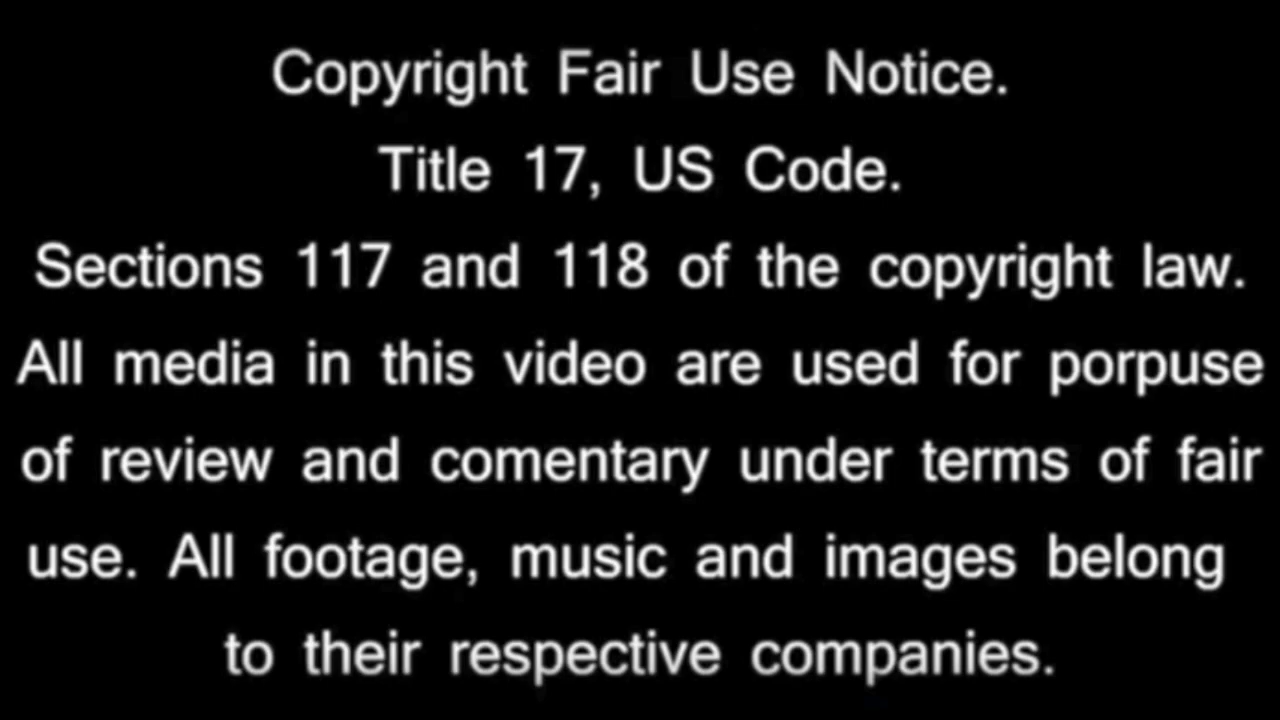 Copyright Fair Use Notice.
Title 17, US Code.
Sections 117 and 118 of the copyright law.
All media in this video are used for porpuse
of review and comentary under terms of fair
use. All footage, music and images belong
to their respective companies.